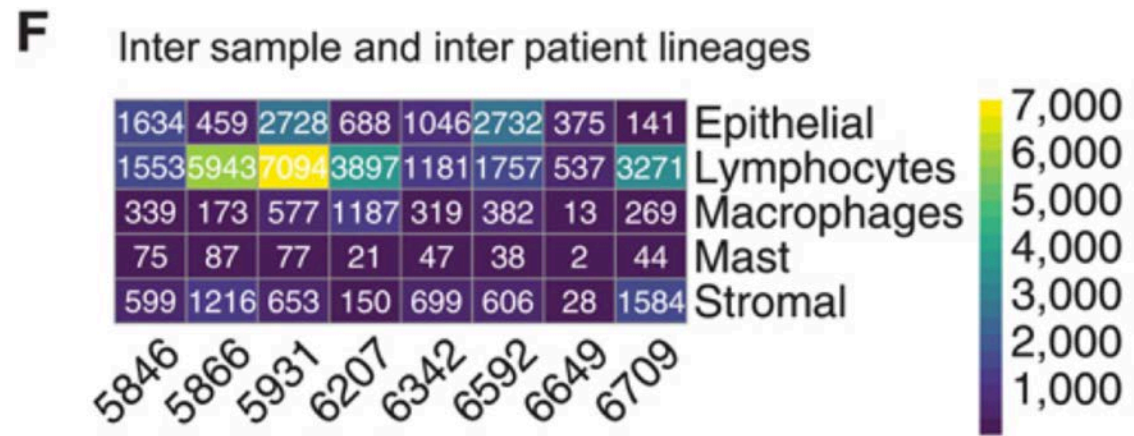 F
Inter sample and inter patient lineages
1634 459 2728 688 1046 2732 375 141 Epithelial
1553 5943 7094 3897 1181 1757 537 3271 Lymphocytes
339 173 577 1187 319 382 13 269 Macrophages
75 87 77 21 47 38 2 44 Mast
599 1216 653 150 699 606 28 1584 Stromal
5846 5866 5931 6207 6342 6592 6649 6709
7,000
6,000
5,000
4,000
3,000
2,000
1,000